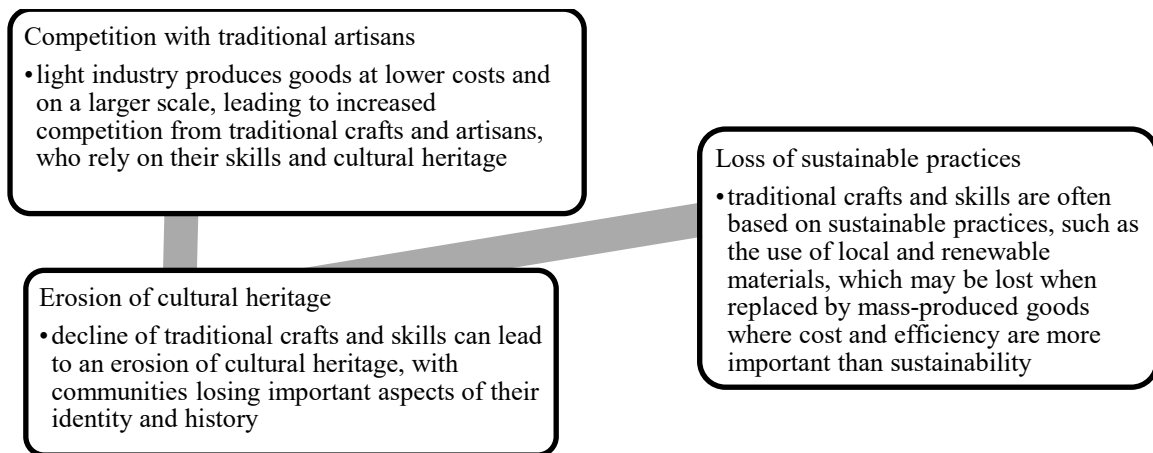 Competition with traditional artisans
•light industry produces goods at lower costs and
on a larger scale, leading to increased
competition from traditional crafts and artisans,
who rely on their skills and cultural heritage
Erosion of cultural heritage
•decline of traditional crafts and skills can lead
to an erosion of cultural heritage, with
communities losing important aspects of their
identity and history
Loss of sustainable practices
•traditional crafts and skills are often
based on sustainable practices, such as
the use of local and renewable
materials, which may be lost when
replaced by mass-produced goods
where cost and efficiency are more
important than sustainability